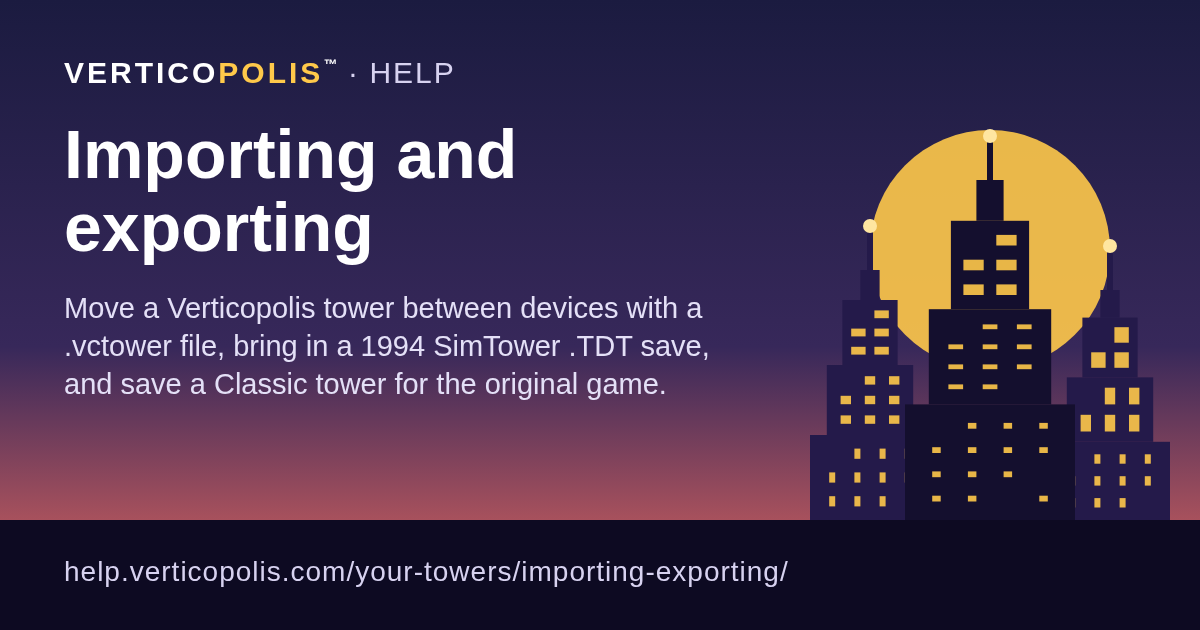 VERTICOPOLIS™ · HELP
Importing and
exporting
Move a Verticopolis tower between devices with a
.vctower file, bring in a 1994 SimTower .TDT save,
and save a Classic tower for the original game.
help.verticopolis.com/your-towers/importing-exporting/